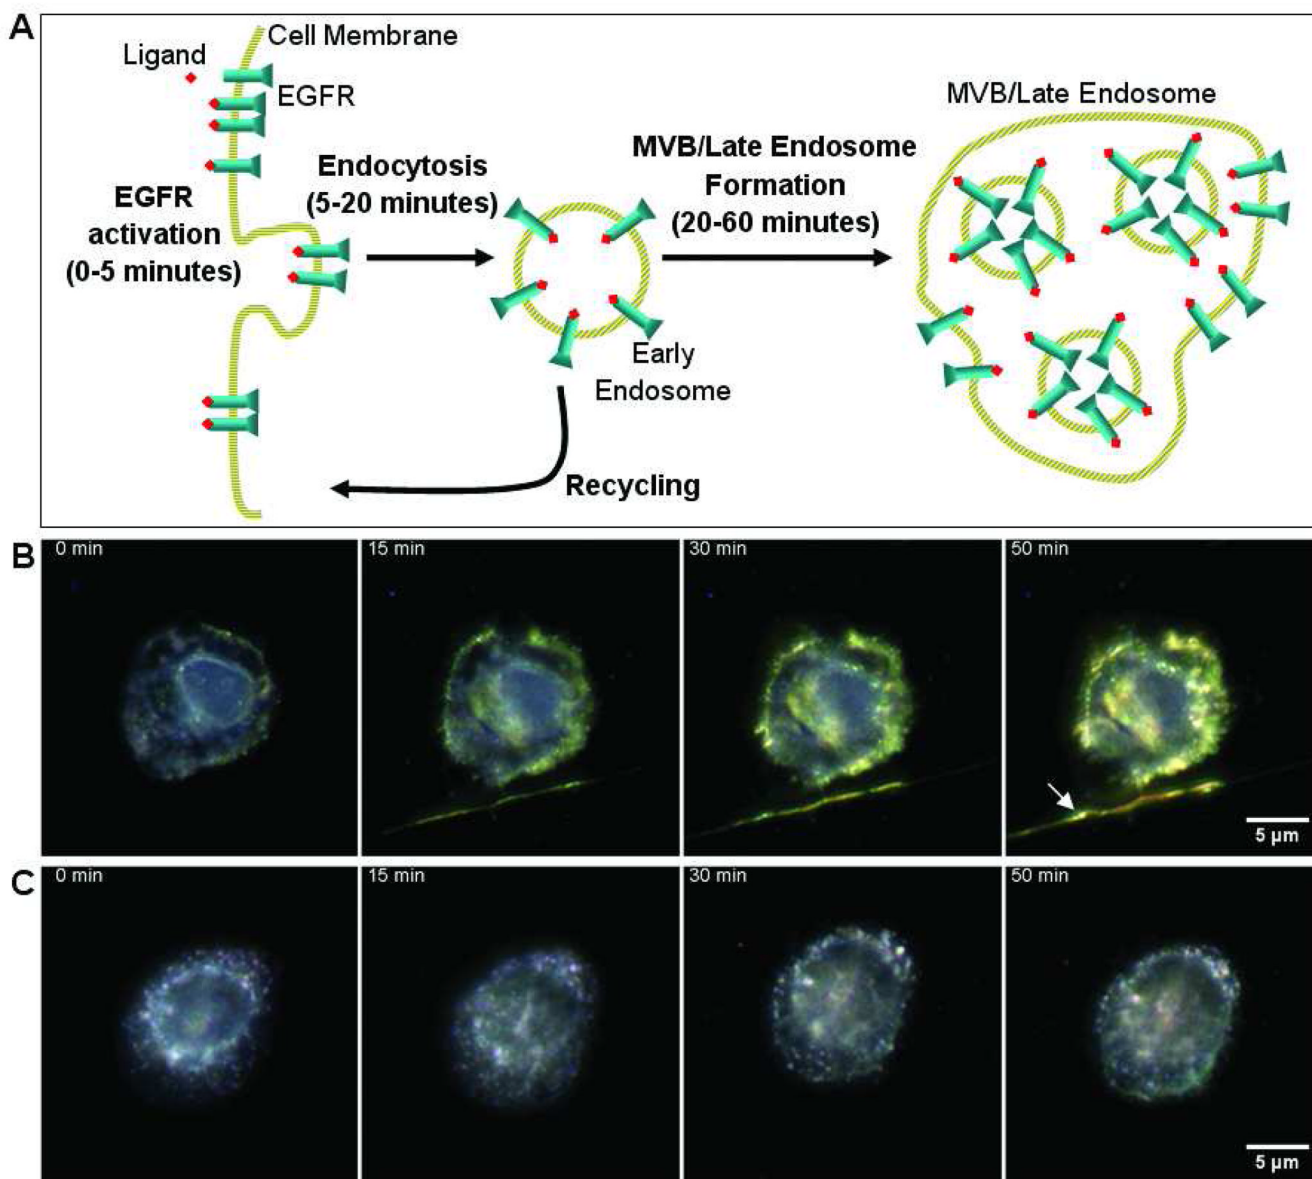 A
Cell Membrane
Ligand
EGFR
EGFR
activation
(0-5 minutes)
Endocytosis
(5-20 minutes)
Early
Endosome
Recycling
MVB/Late Endosome
Formation
(20-60 minutes)
MVB/Late Endosome
B
0 min
15 min
30 min
50 min
5 µm
C
0 min
15 min
30 min
50 min
5 µm